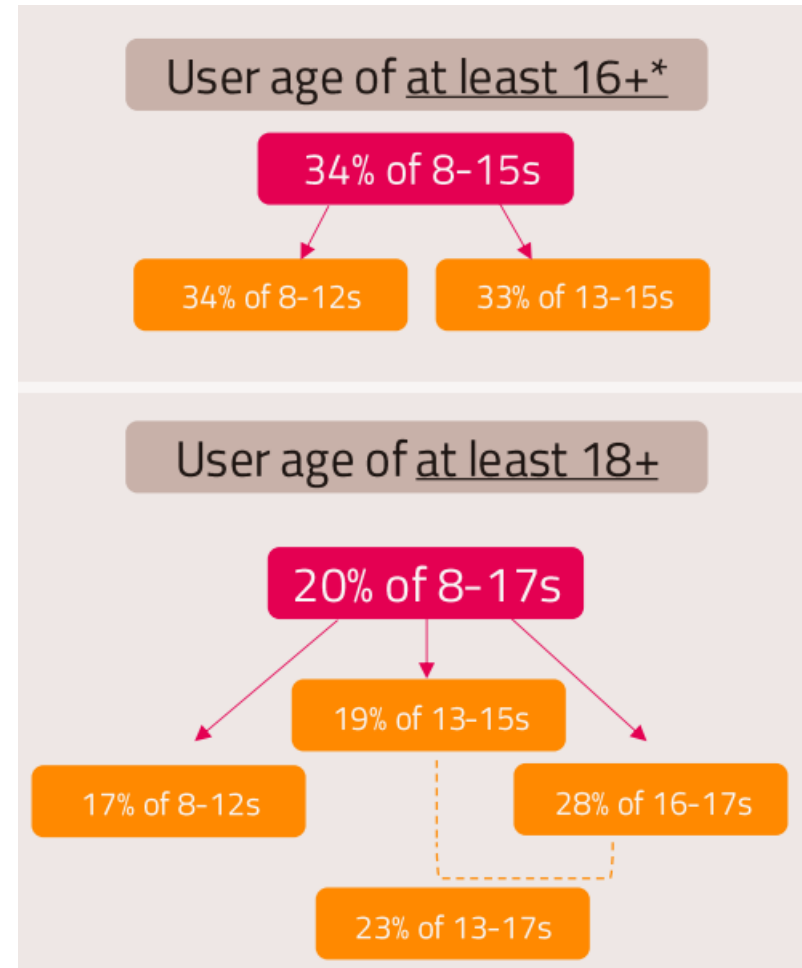 User age of at least 16+*
34% of 8-15s
34% of 8-12s
33% of 13-15s
User age of at least 18+
20% of 8-17s
19% of 13-15s
17% of 8-12s
28% of 16-17s
23% of 13-17s